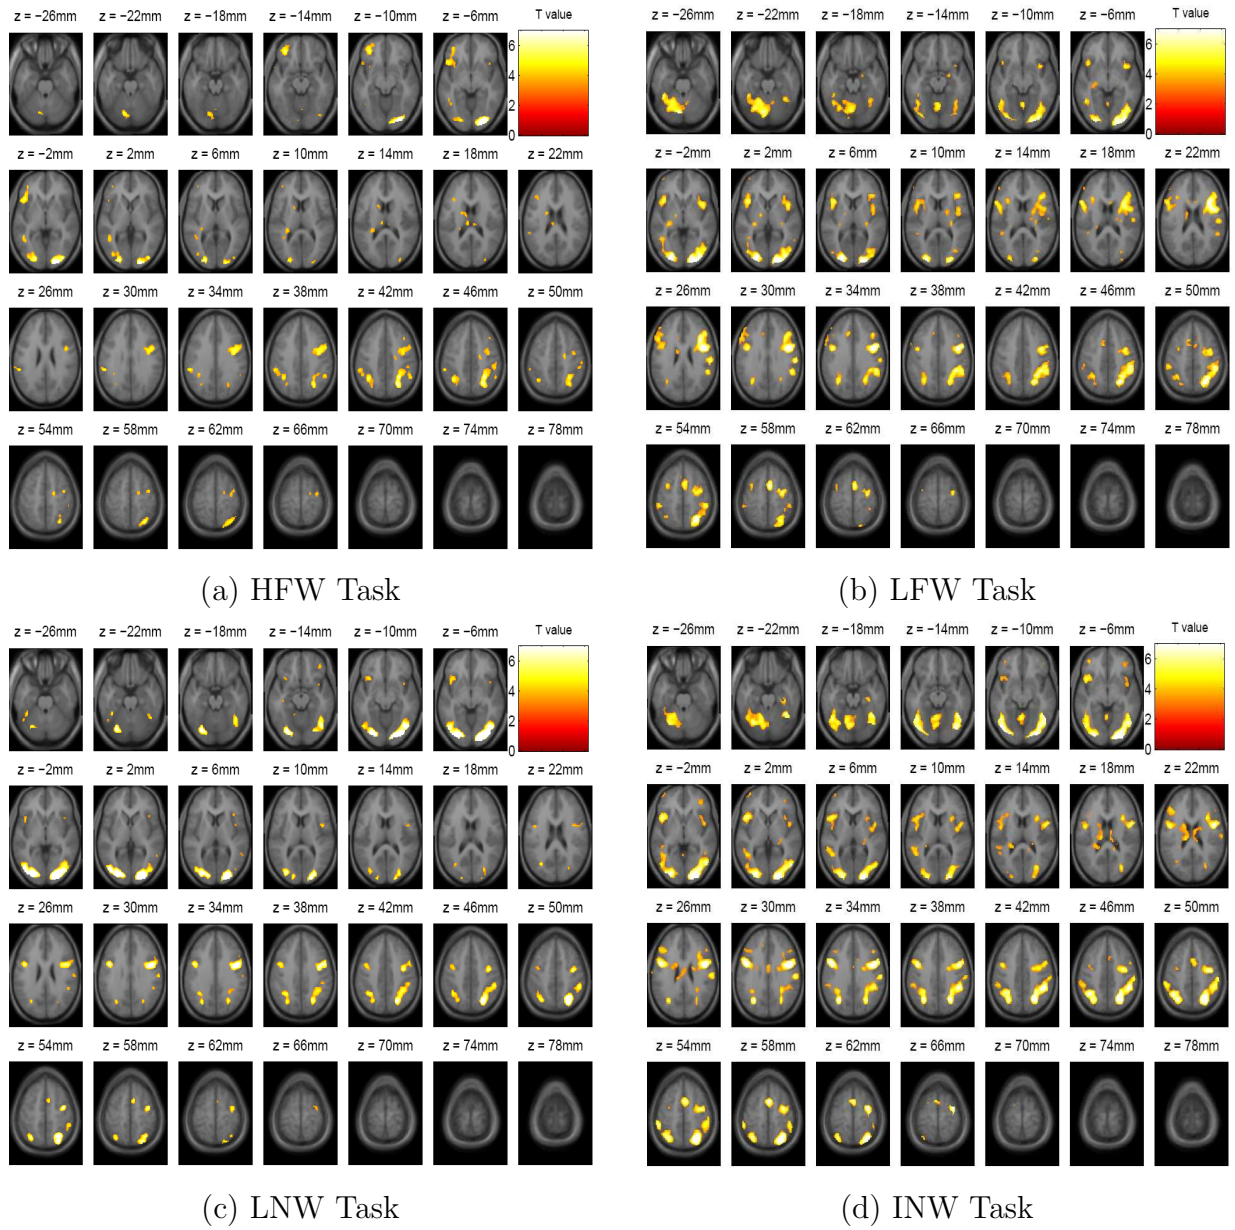 z = −26mm z = −22mm z = −18mm z = −14mm z = −10mm z = −6mm T value
6
4
2
0
z = −2mm z = 2mm z = 6mm z = 10mm z = 14mm z = 18mm z = 22mm
z = 26mm z = 30mm z = 34mm z = 38mm z = 42mm z = 46mm z = 50mm
z = 54mm z = 58mm z = 62mm z = 66mm z = 70mm z = 74mm z = 78mm
(a) HFW Task
z = −26mm z = −22mm z = −18mm z = −14mm z = −10mm z = −6mm T value
6
4
2
0
z = −2mm z = 2mm z = 6mm z = 10mm z = 14mm z = 18mm z = 22mm
z = 26mm z = 30mm z = 34mm z = 38mm z = 42mm z = 46mm z = 50mm
z = 54mm z = 58mm z = 62mm z = 66mm z = 70mm z = 74mm z = 78mm
(b) LFW Task
z = −26mm z = −22mm z = −18mm z = −14mm z = −10mm z = −6mm T value
6
4
2
0
z = −2mm z = 2mm z = 6mm z = 10mm z = 14mm z = 18mm z = 22mm
z = 26mm z = 30mm z = 34mm z = 38mm z = 42mm z = 46mm z = 50mm
z = 54mm z = 58mm z = 62mm z = 66mm z = 70mm z = 74mm z = 78mm
(c) LNW Task
z = −26mm z = −22mm z = −18mm z = −14mm z = −10mm z = −6mm T value
6
4
2
0
z = −2mm z = 2mm z = 6mm z = 10mm z = 14mm z = 18mm z = 22mm
z = 26mm z = 30mm z = 34mm z = 38mm z = 42mm z = 46mm z = 50mm
z = 54mm z = 58mm z = 62mm z = 66mm z = 70mm z = 74mm z = 78mm
(d) INW Task